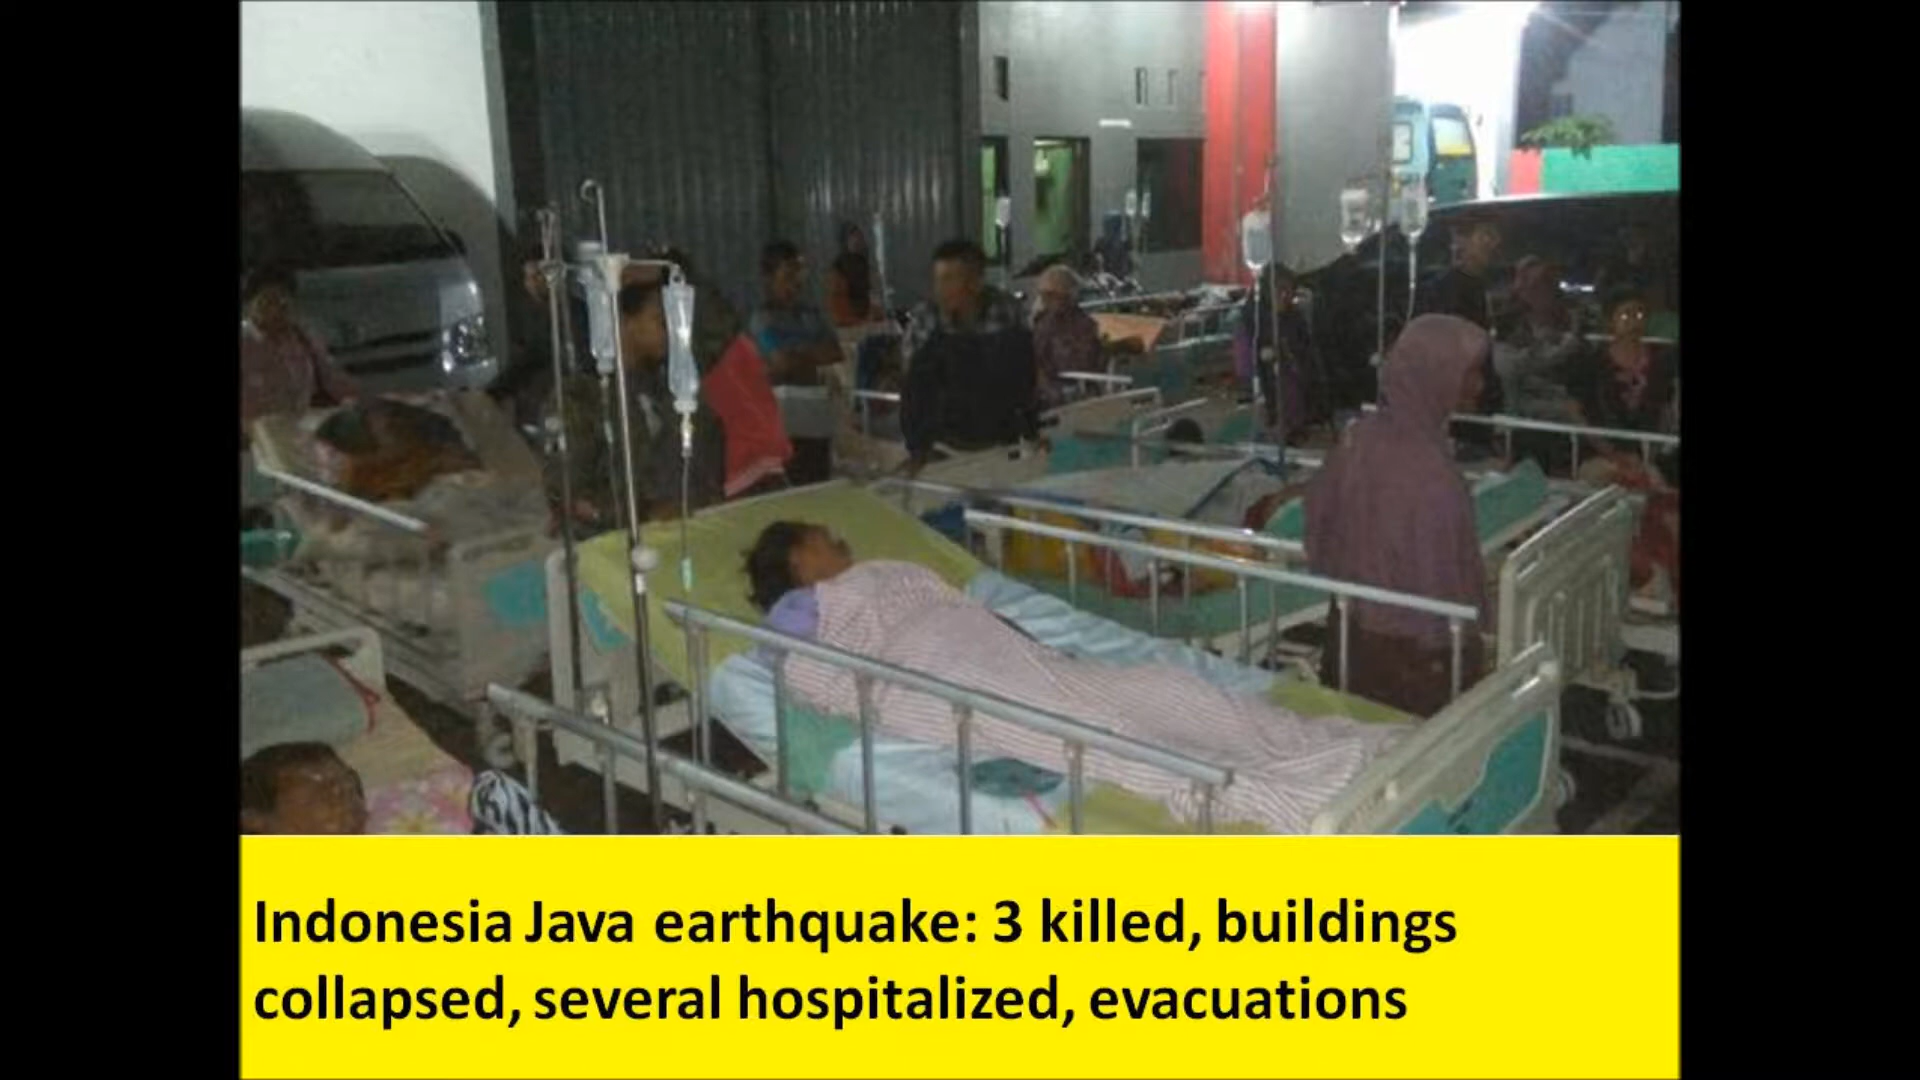 Indonesia Java earthquake: 3 killed, buildings
collapsed, several hospitalized, evacuations